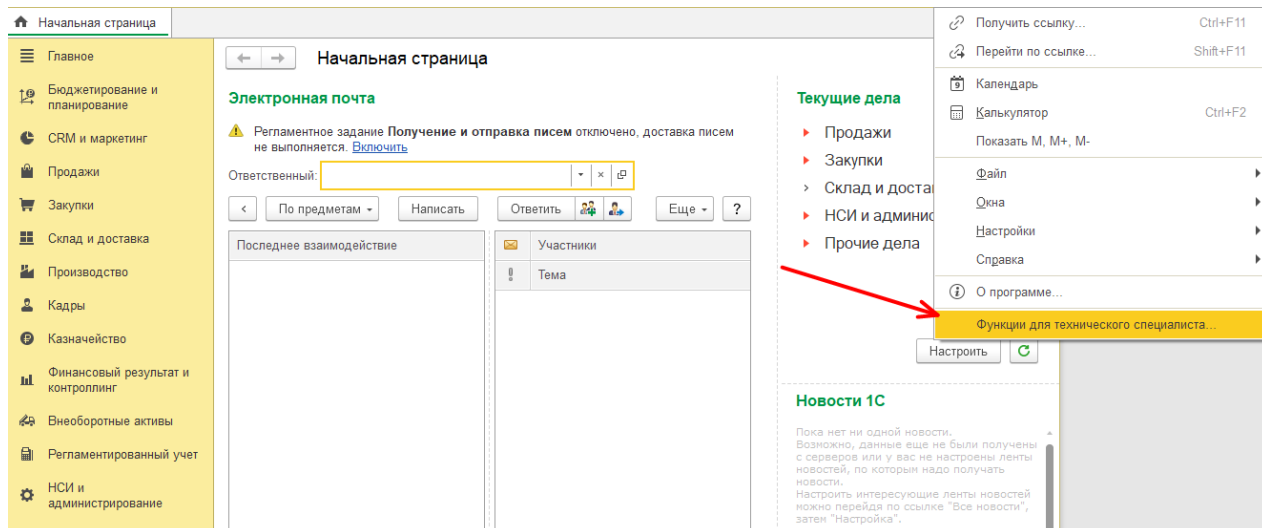 Начальная страница
Главное
Бюджетирование и
планирование
CRM и маркетинг
Продажи
Закупки
Склад и доставка
Производство
Кадры
Казначейство
Финансовый результат и
контроллинг
Внеоборотные активы
Регламентированный учет
НСИ и
администрирование
Начальная страница
Электронная почта
Регламентное задание Получение и отправка писем отключено, доставка писем
не выполняется. Включить
Ответственный:
По предметам
Написать
Ответить
Еще
?
Последнее взаимодействие
Участники
Тема
Текущие дела
Продажи
Закупки
Склад и доста
НСИ и админис
Прочие дела
Настроить
Новости 1С
Пока нет ни одной новости.
Возможно, данные еще не были получены
с серверов или у вас не настроены ленты
новостей, по которым надо получать
новости.
Настроить интересующие ленты новостей
можно перейдя по ссылке "Все новости",
затем "Настройка".
Получить ссылку... Ctrl+F11
Перейти по ссылке... Shift+F11
9 Календарь
Калькулятор Ctrl+F2
Показать M, M+, M-
Файл
Окна
Настройки
Справка
О программе...
Функции для технического специалиста...